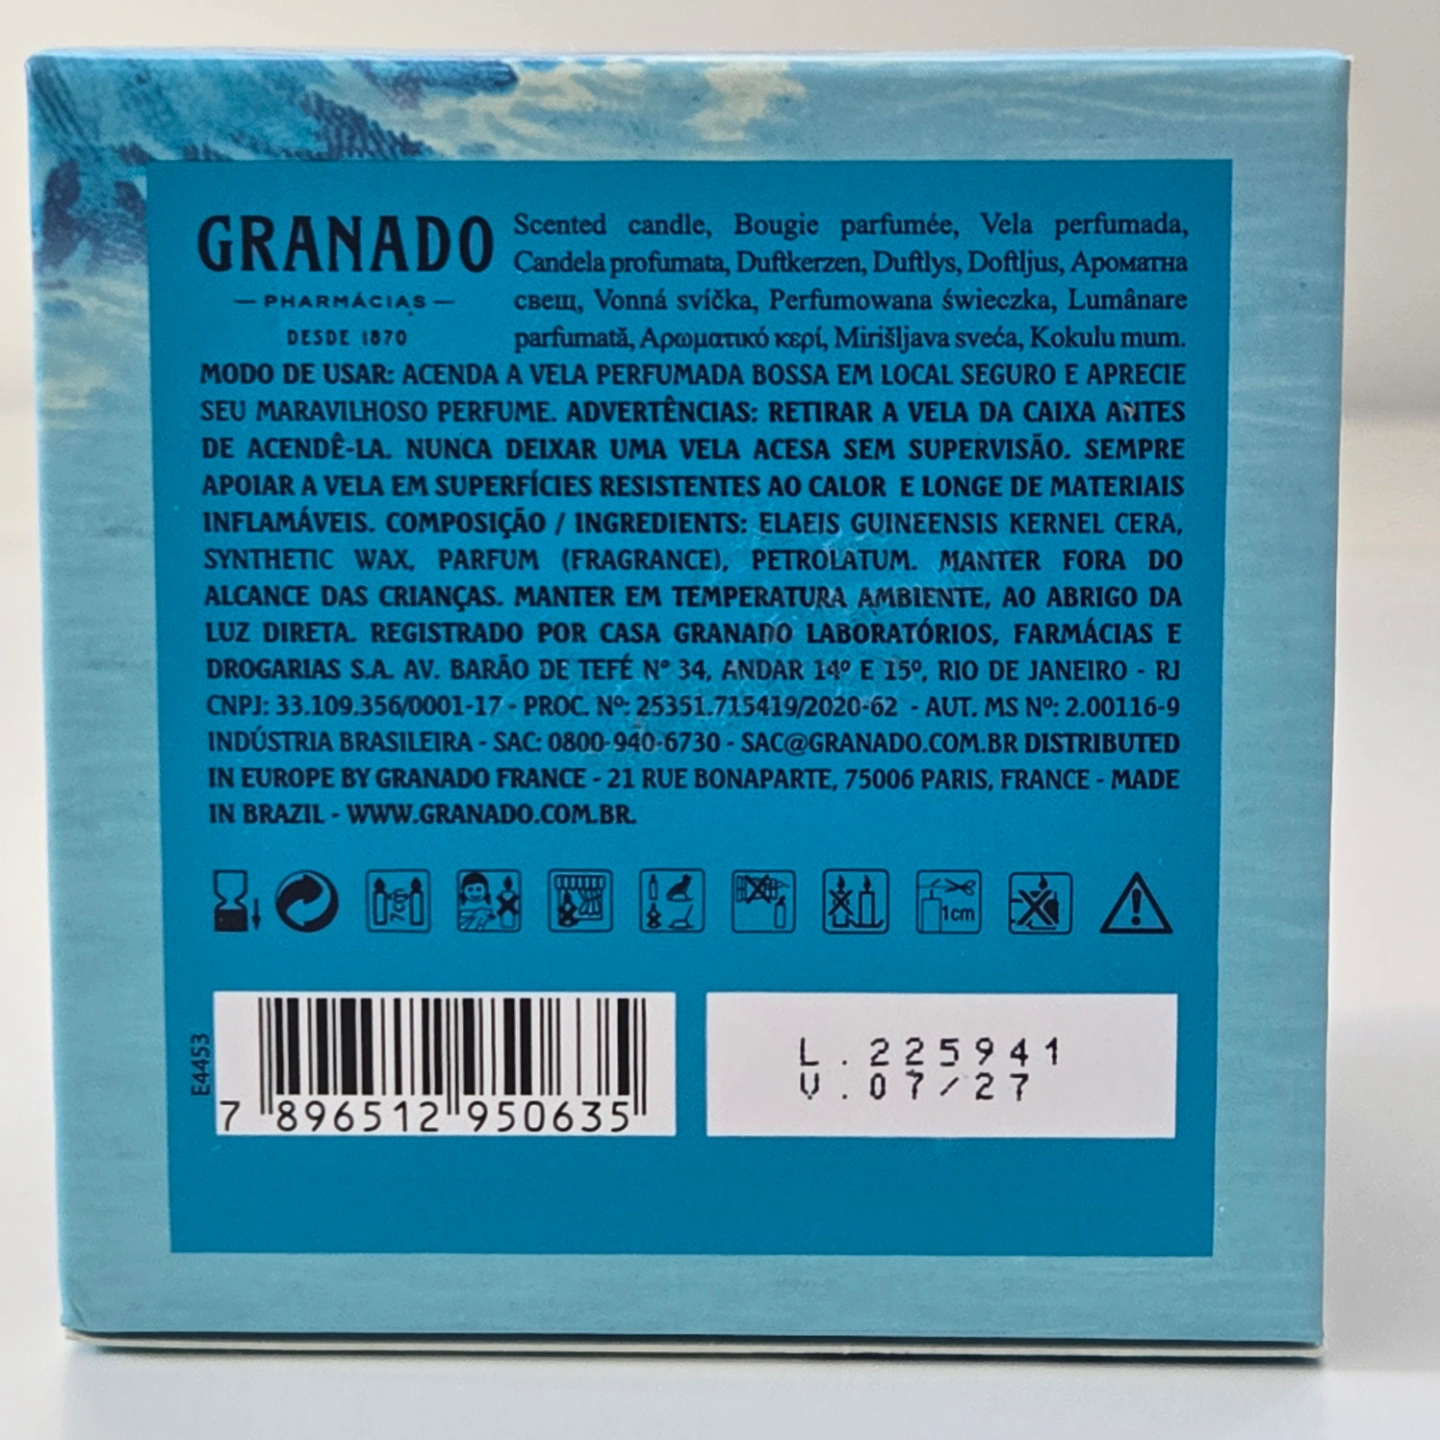 GRANADO
PHARMÁCIAS
DESDE 1870
Scented candle, Bougie parfumée, Vela perfumada,
Candela profumata, Duftkerzen, Duftlys, Doftljus, Ароматна
свещ, Vonná svíčka, Perfumowana świeczka, Lumânare
parfumată, Αρωματικό κερί, Mirišljava sveća, Kokulu mum.
MODO DE USAR: ACENDA A VELA PERFUMADA BOSSA EM LOCAL SEGURO E APRECIE
SEU MARAVILHOSO PERFUME. ADVERTÊNCIAS: RETIRAR A VELA DA CAIXA ANTES
DE ACENDÊ-LA. NUNCA DEIXAR UMA VELA ACESA SEM SUPERVISÃO. SEMPRE
APOIAR A VELA EM SUPERFÍCIES RESISTENTES AO CALOR E LONGE DE MATERIAIS
INFLAMÁVEIS. COMPOSIÇÃO / INGREDIENTS: ELAEIS GUINEENSIS KERNEL CERA,
SYNTHETIC WAX, PARFUM (FRAGRANCE), PETROLATUM. MANTER FORA DO
ALCANCE DAS CRIANÇAS. MANTER EM TEMPERATURA AMBIENTE, AO ABRIGO DA
LUZ DIRETA. REGISTRADO POR CASA GRANADO LABORATÓRIOS, FARMÁCIAS E
DROGARIAS S.A. AV. BARÃO DE TEFÉ Nº 34, ANDAR 14º E 15º, RIO DE JANEIRO - RJ
CNPJ: 33.109.356/0001-17 - PROC. Nº: 25351.715419/2020-62 - AUT. MS Nº: 2.00116-9
INDÚSTRIA BRASILEIRA - SAC: 0800-940-6730 - SAC@GRANADO.COM.BR DISTRIBUTED
IN EUROPE BY GRANADO FRANCE - 21 RUE BONAPARTE, 75006 PARIS, FRANCE - MADE
IN BRAZIL - WWW.GRANADO.COM.BR.
7cm
1cm
E4453
7 896512 950635
L.225941
V.07/27